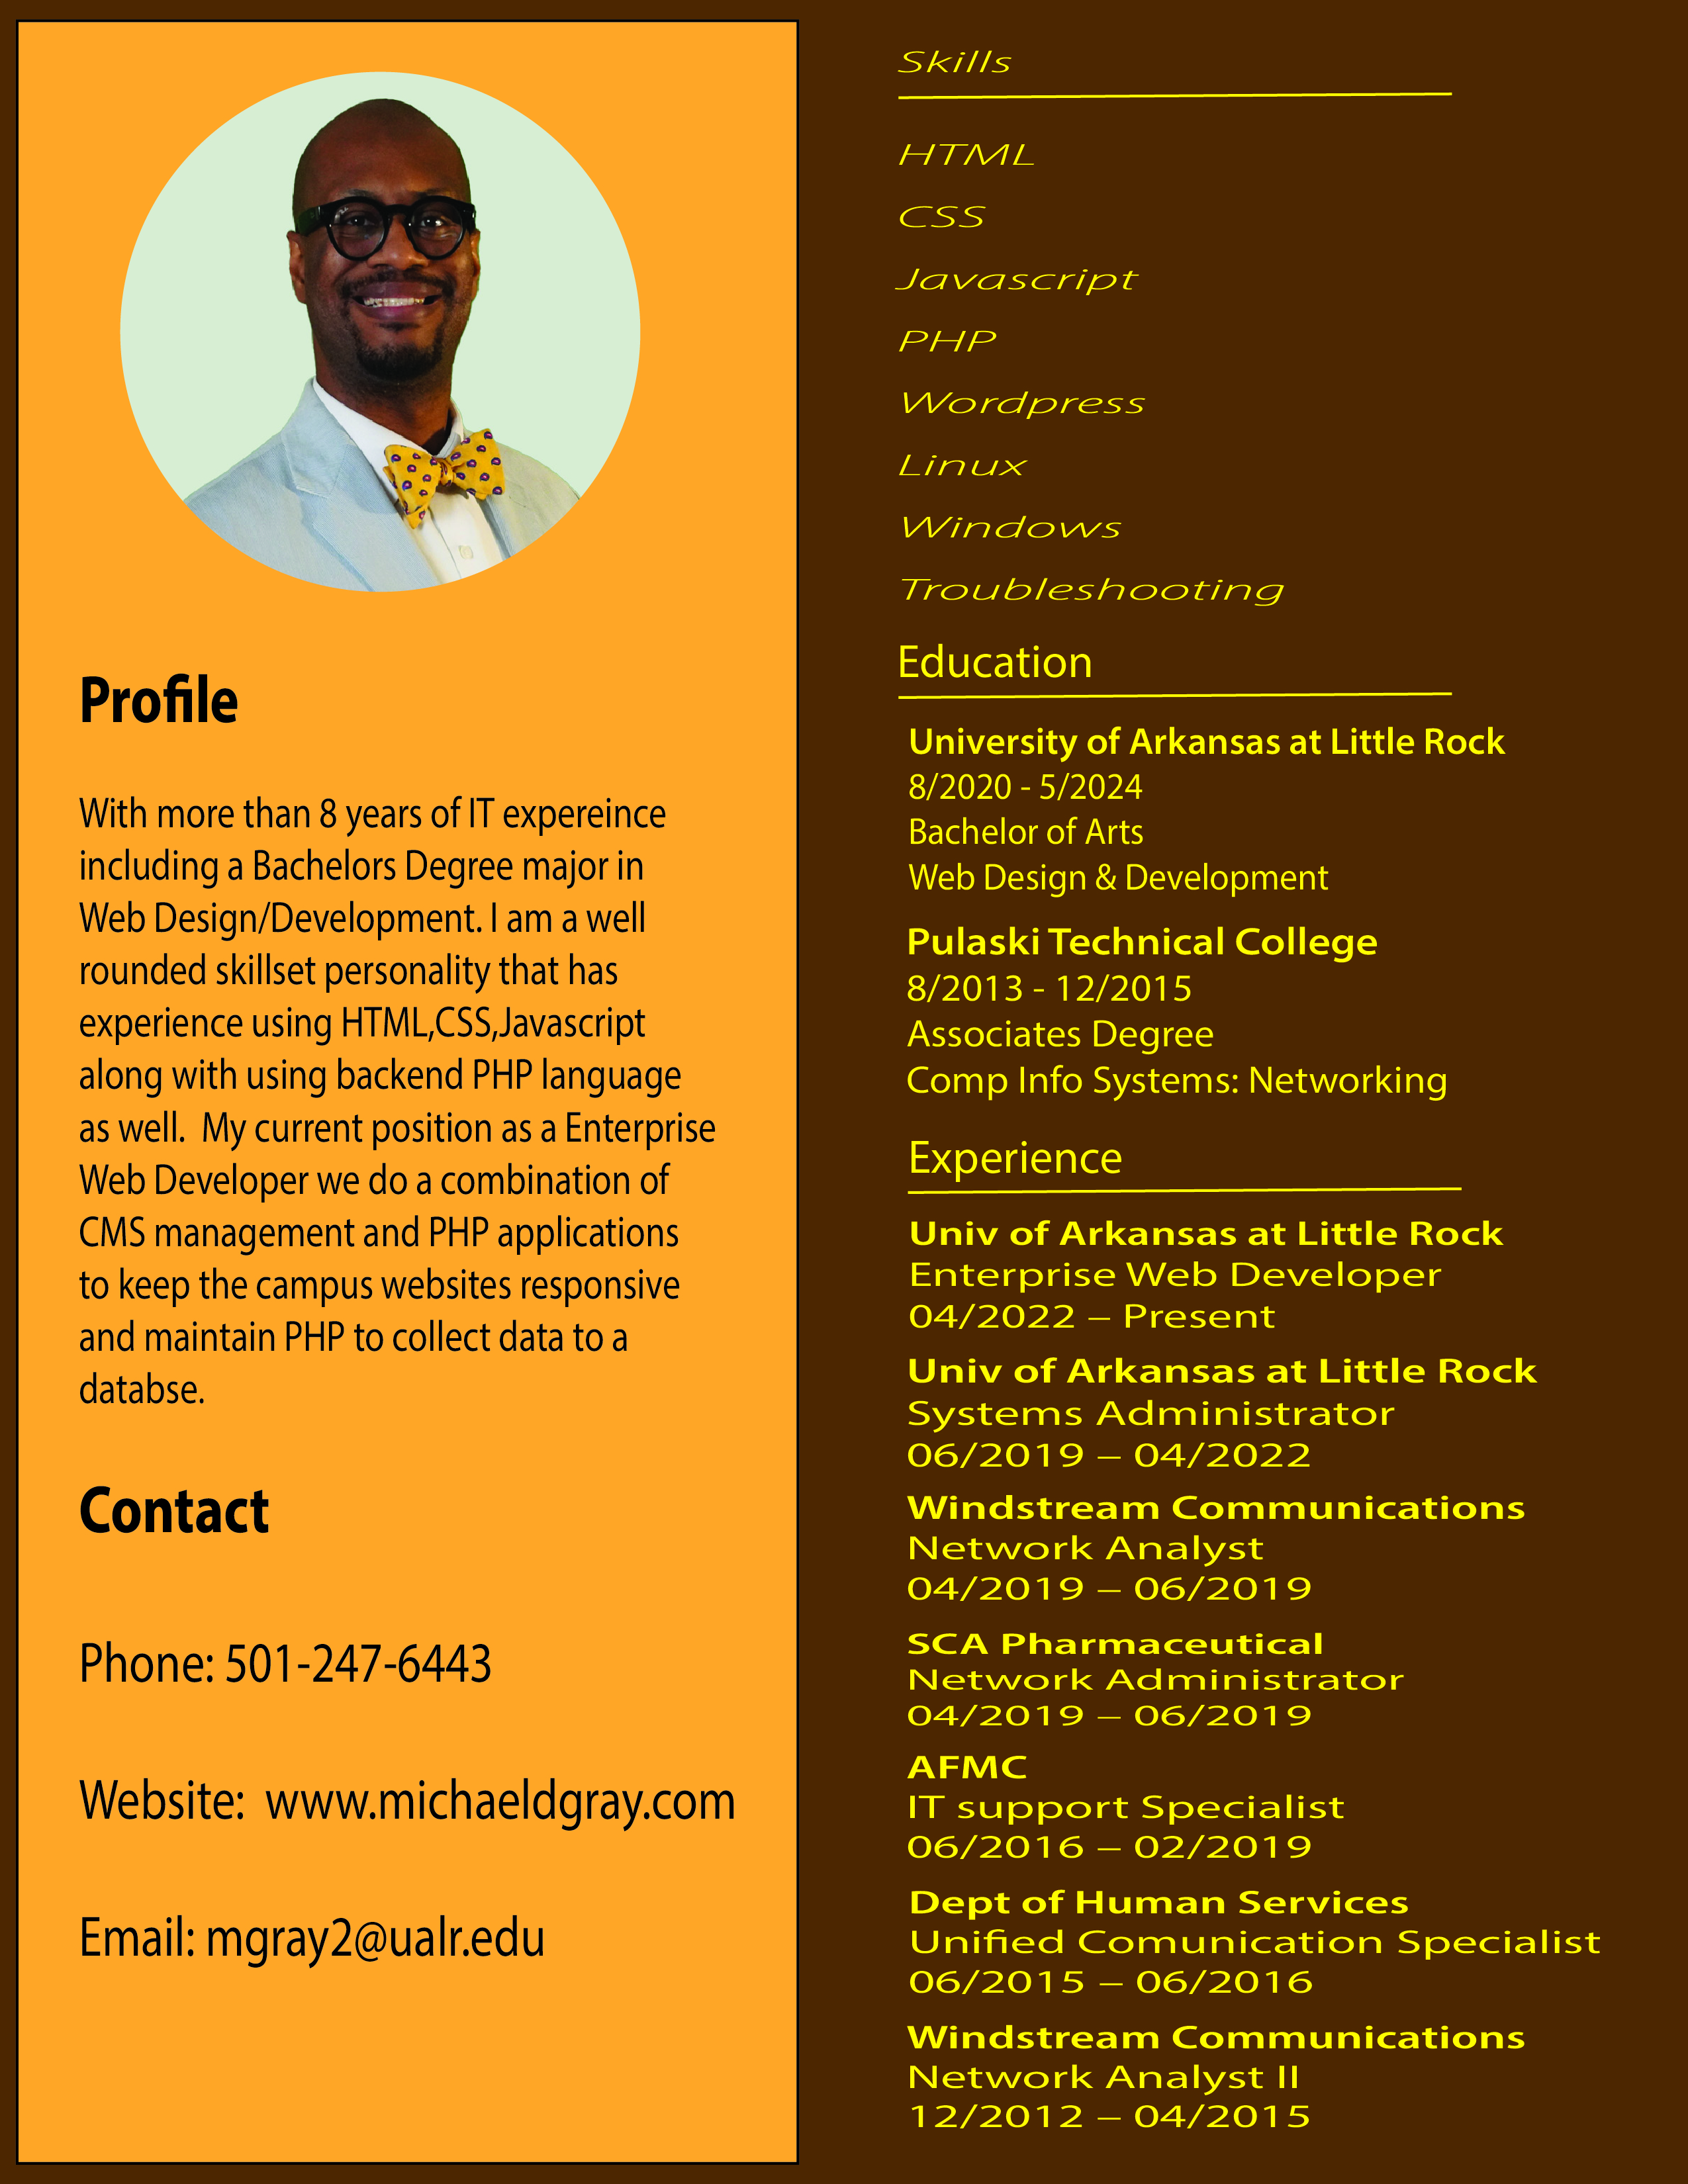 Profile
With more than 8 years of IT expereince
including a Bachelors Degree major in
Web Design/Development. I am a well
rounded skillset personality that has
experience using HTML,CSS,Javascript
along with using backend PHP language
as well.  My current position as a Enterprise
Web Developer we do a combination of
CMS management and PHP applications
to keep the campus websites responsive
and maintain PHP to collect data to a
databse.
Contact
Phone: 501-247-6443
Website:  www.michaeldgray.com
Email: mgray2@ualr.edu
Skills
HTML
CSS
Javascript
PHP
Wordpress
Linux
Windows
Troubleshooting
Education
University of Arkansas at Little Rock
8/2020 - 5/2024
Bachelor of Arts
Web Design & Development
Pulaski Technical College
8/2013 - 12/2015
Associates Degree
Comp Info Systems: Networking
Experience
Univ of Arkansas at Little Rock
Enterprise Web Developer
04/2022 – Present
Univ of Arkansas at Little Rock
Systems Administrator
06/2019 – 04/2022
Windstream Communications
Network Analyst
04/2019 – 06/2019
SCA Pharmaceutical
Network Administrator
04/2019 – 06/2019
AFMC
IT support Specialist
06/2016 – 02/2019
Dept of Human Services
Unified Comunication Specialist
06/2015 – 06/2016
Windstream Communications
Network Analyst II
12/2012 – 04/2015